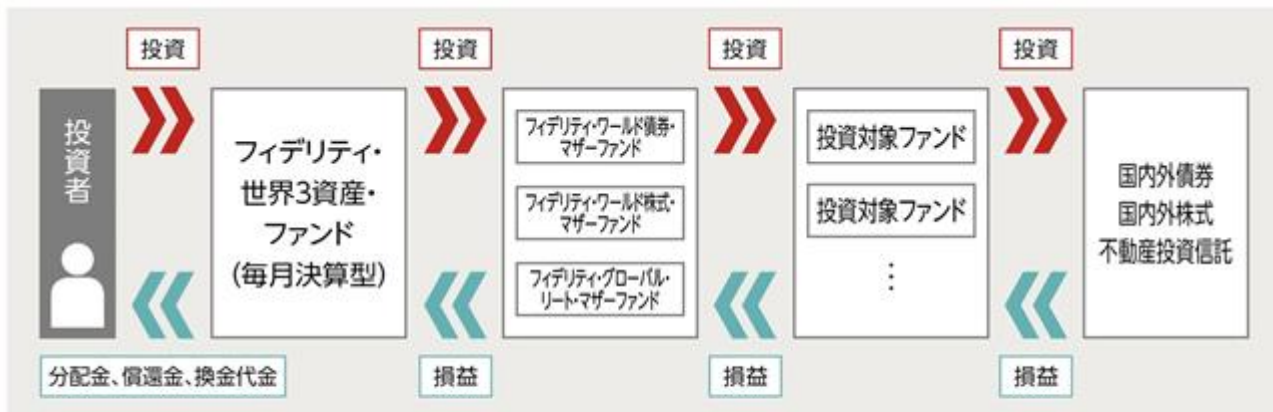 投資
投資
投資
投資
投資者
フィデリティ・
世界3資産・
ファンド
(毎月決算型)
フィデリティ・ワールド債券・
マザーファンド
フィデリティ・ワールド株式・
マザーファンド
フィデリティ・グローバル・
リート・マザーファンド
投資対象ファンド
投資対象ファンド
⋮
国内外債券
国内外株式
不動産投資信託
分配金、償還金、換金代金
損益
損益
損益